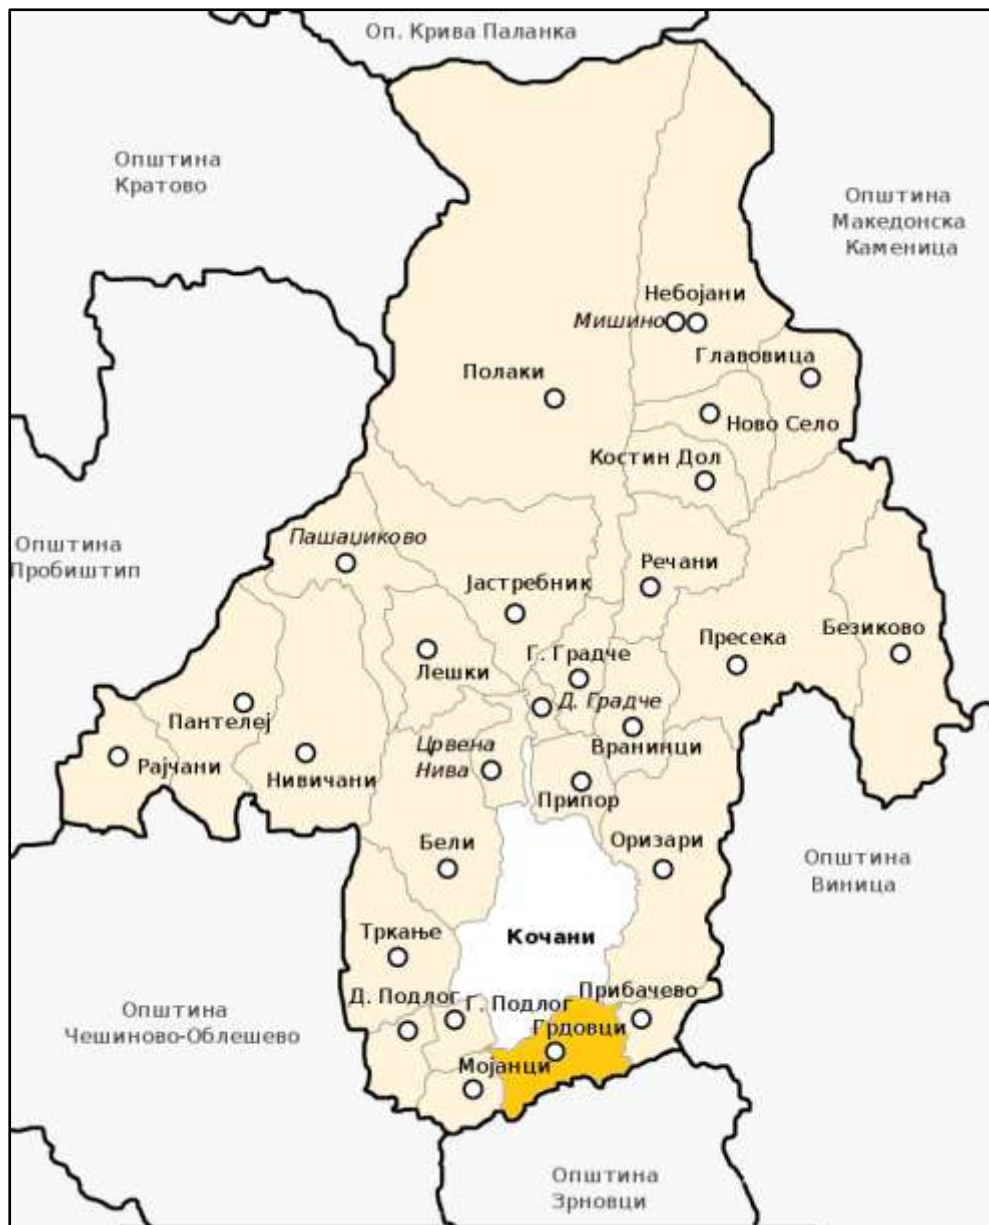 Оп. Крива Паланка
Општина
Кратово
Општина
Македонска
Каменица
Небојани
Мишино
Главовица
Полаки
Ново Село
Костин Дол
Пашаџиково
Општина
Пробиштип
Речани
Јастребник
Безиково
Пресека
Г. Градче
Лешки
Д. Градче
Пантелеј
Вранинци
Црвена
Нива
Рајчани
Нивичани
Припор
Бели
Оризари
Општина
Виница
Тркање
Кочани
Прибачево
Д. Подлог
Г. Подлог
Општина
Чешиново-Облешево
Грдовци
Мојанци
Општина
Зрновци